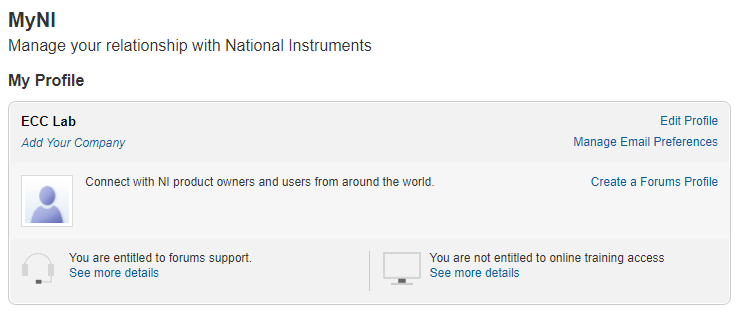 MyNI
Manage your relationship with National Instruments
My Profile
ECC Lab
Edit Profile
Add Your Company
Manage Email Preferences
Connect with NI product owners and users from around the world.
Create a Forums Profile
You are entitled to forums support.
See more details
You are not entitled to online training access
See more details